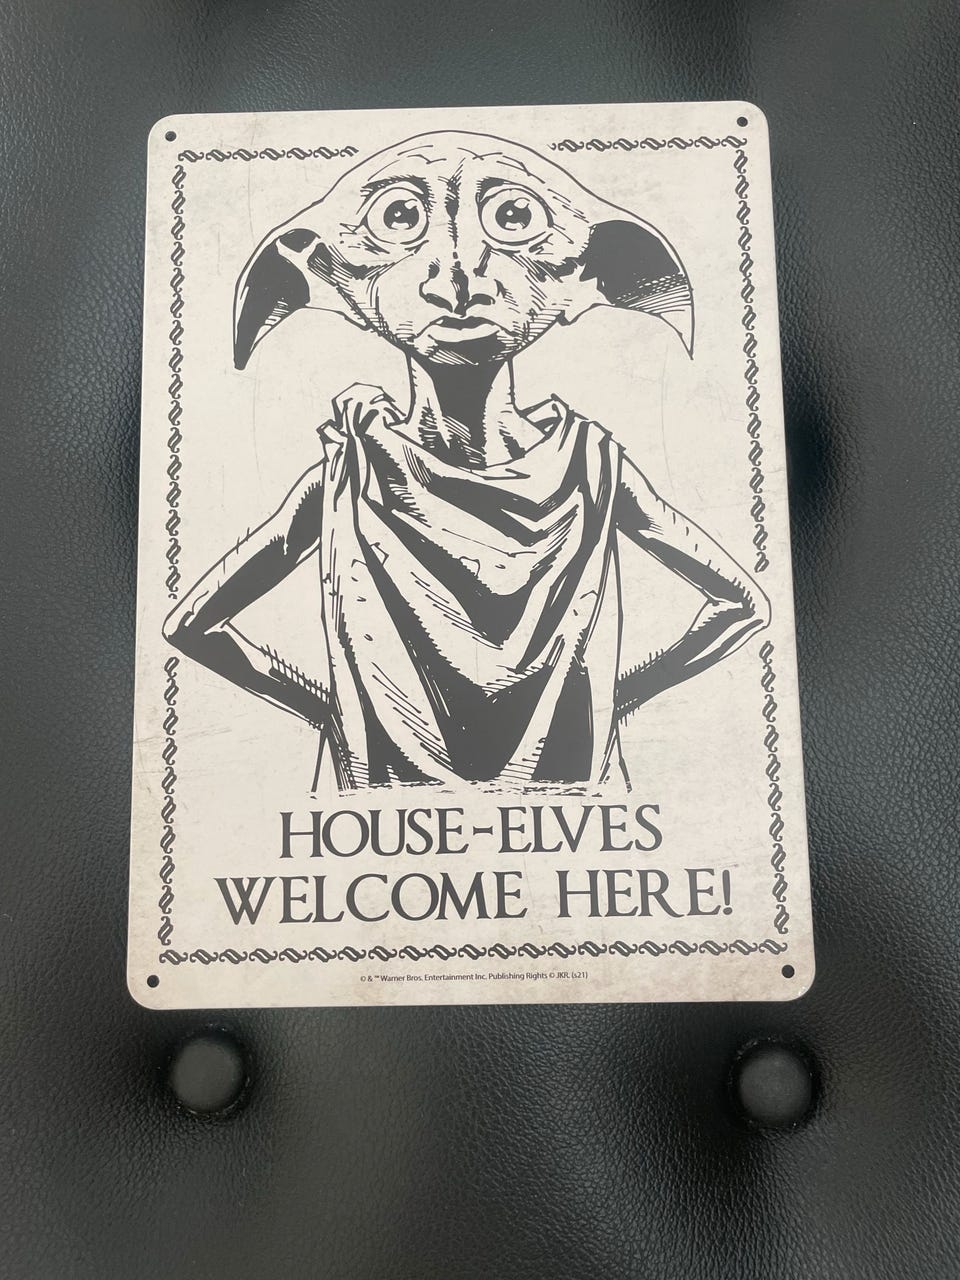 HOUSE-ELVES
WELCOME HERE!
© & ™ Warner Bros. Entertainment Inc. Publishing Rights © JKR. (s21)